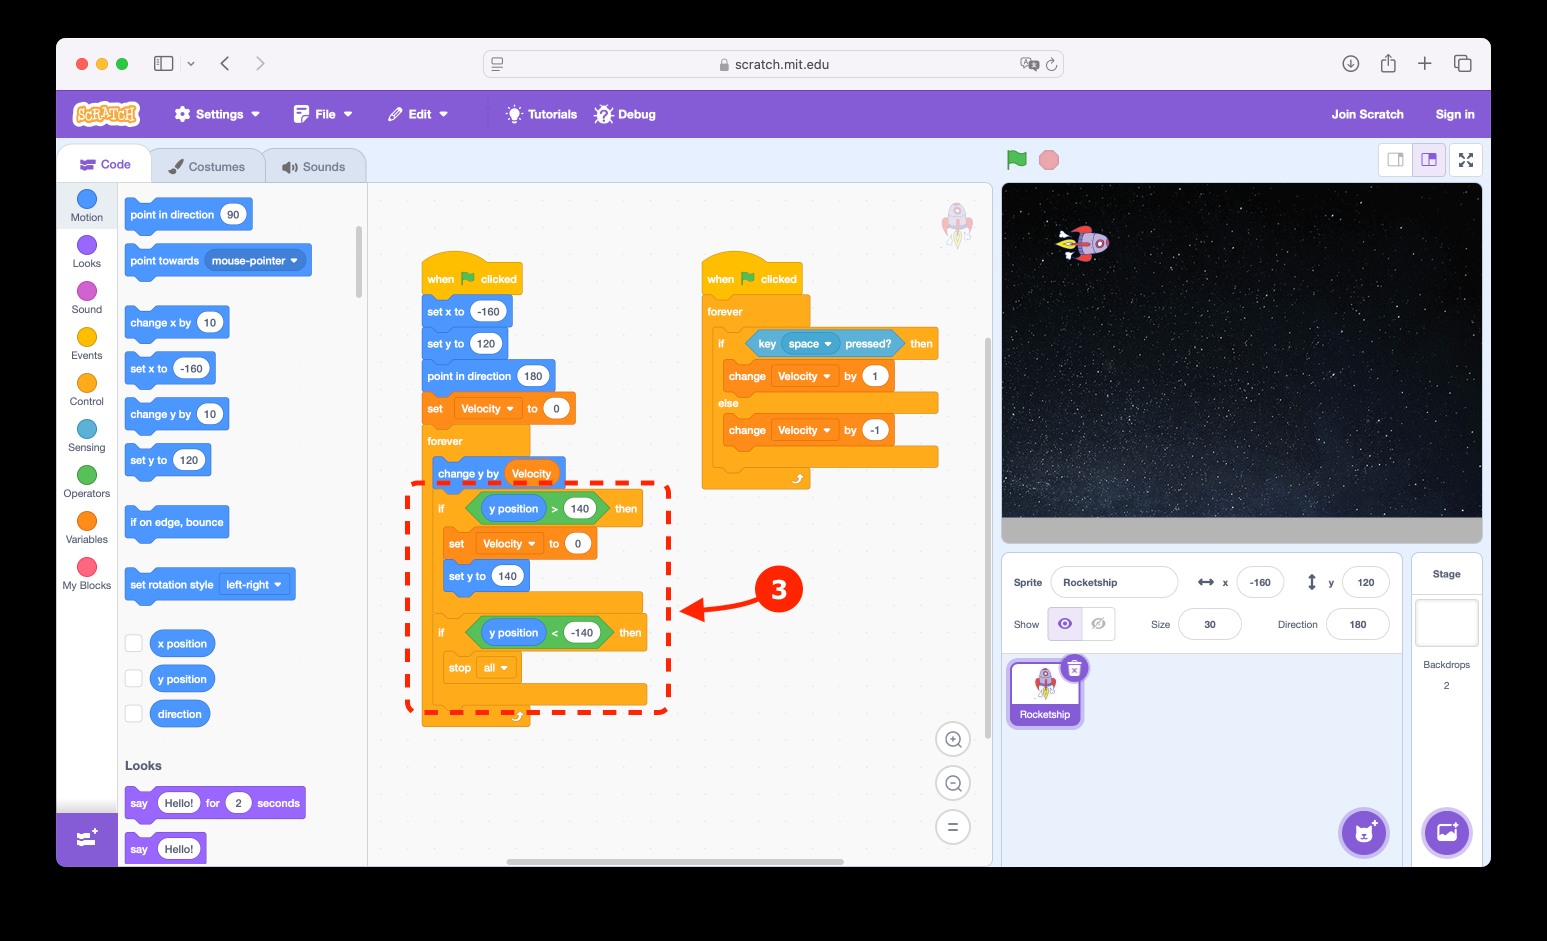 scratch.mit.edu
SCRATCH
Settings
File
Edit
Tutorials
Debug
Join Scratch
Sign in
Code
Costumes
Sounds
Motion
Looks
Sound
Events
Control
Sensing
Operators
Variables
My Blocks
point in direction 90
point towards mouse-pointer
change x by 10
set x to -160
change y by 10
set y to 120
if on edge, bounce
set rotation style left-right
x position
y position
direction
Looks
say Hello! for 2 seconds
say Hello!
when clicked
set x to -160
set y to 120
point in direction 180
set Velocity to 0
forever
change y by Velocity
if y position > 140 then
set Velocity to 0
set y to 140
if y position < -140 then
stop all
3
when clicked
forever
if key space pressed? then
change Velocity by 1
else
change Velocity by -1
Sprite Rocketship x -160 y 120
Show Size 30 Direction 180
Rocketship
Stage
Backdrops
2